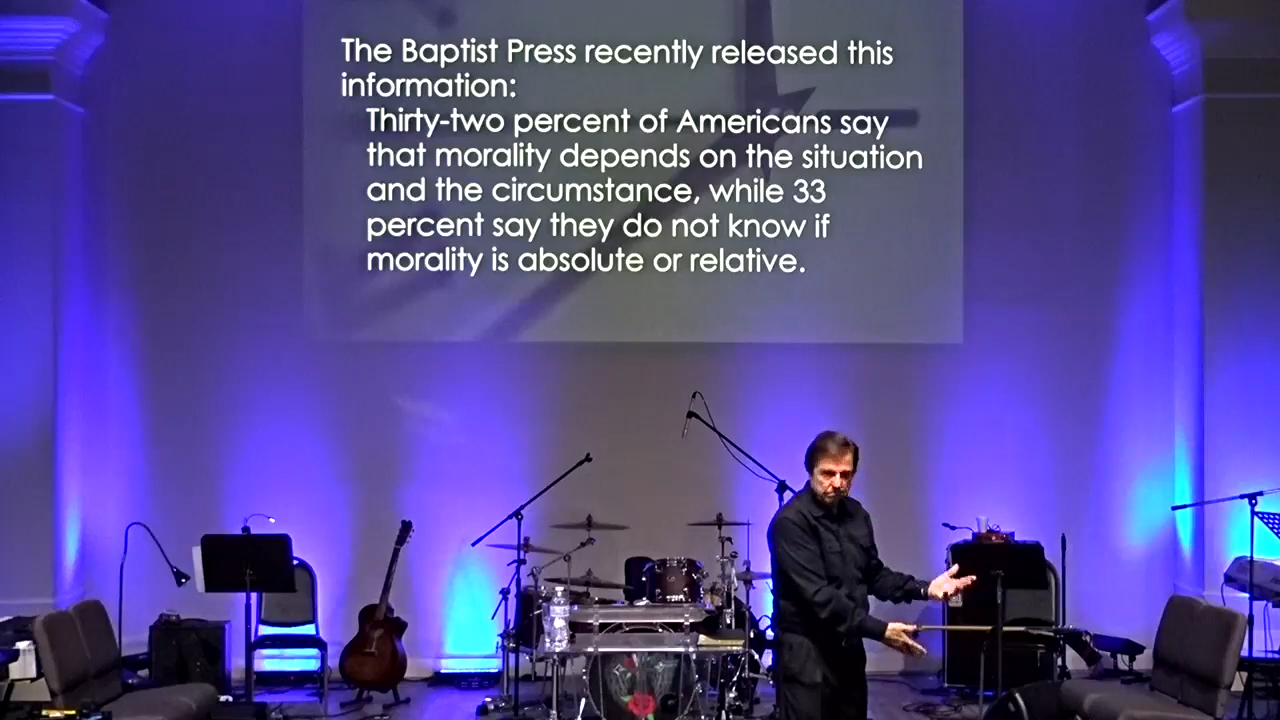 The Baptist Press recently released this
information:
Thirty-two percent of Americans say
that morality depends on the situation
and the circumstance, while 33
percent say they do not know if
morality is absolute or relative.